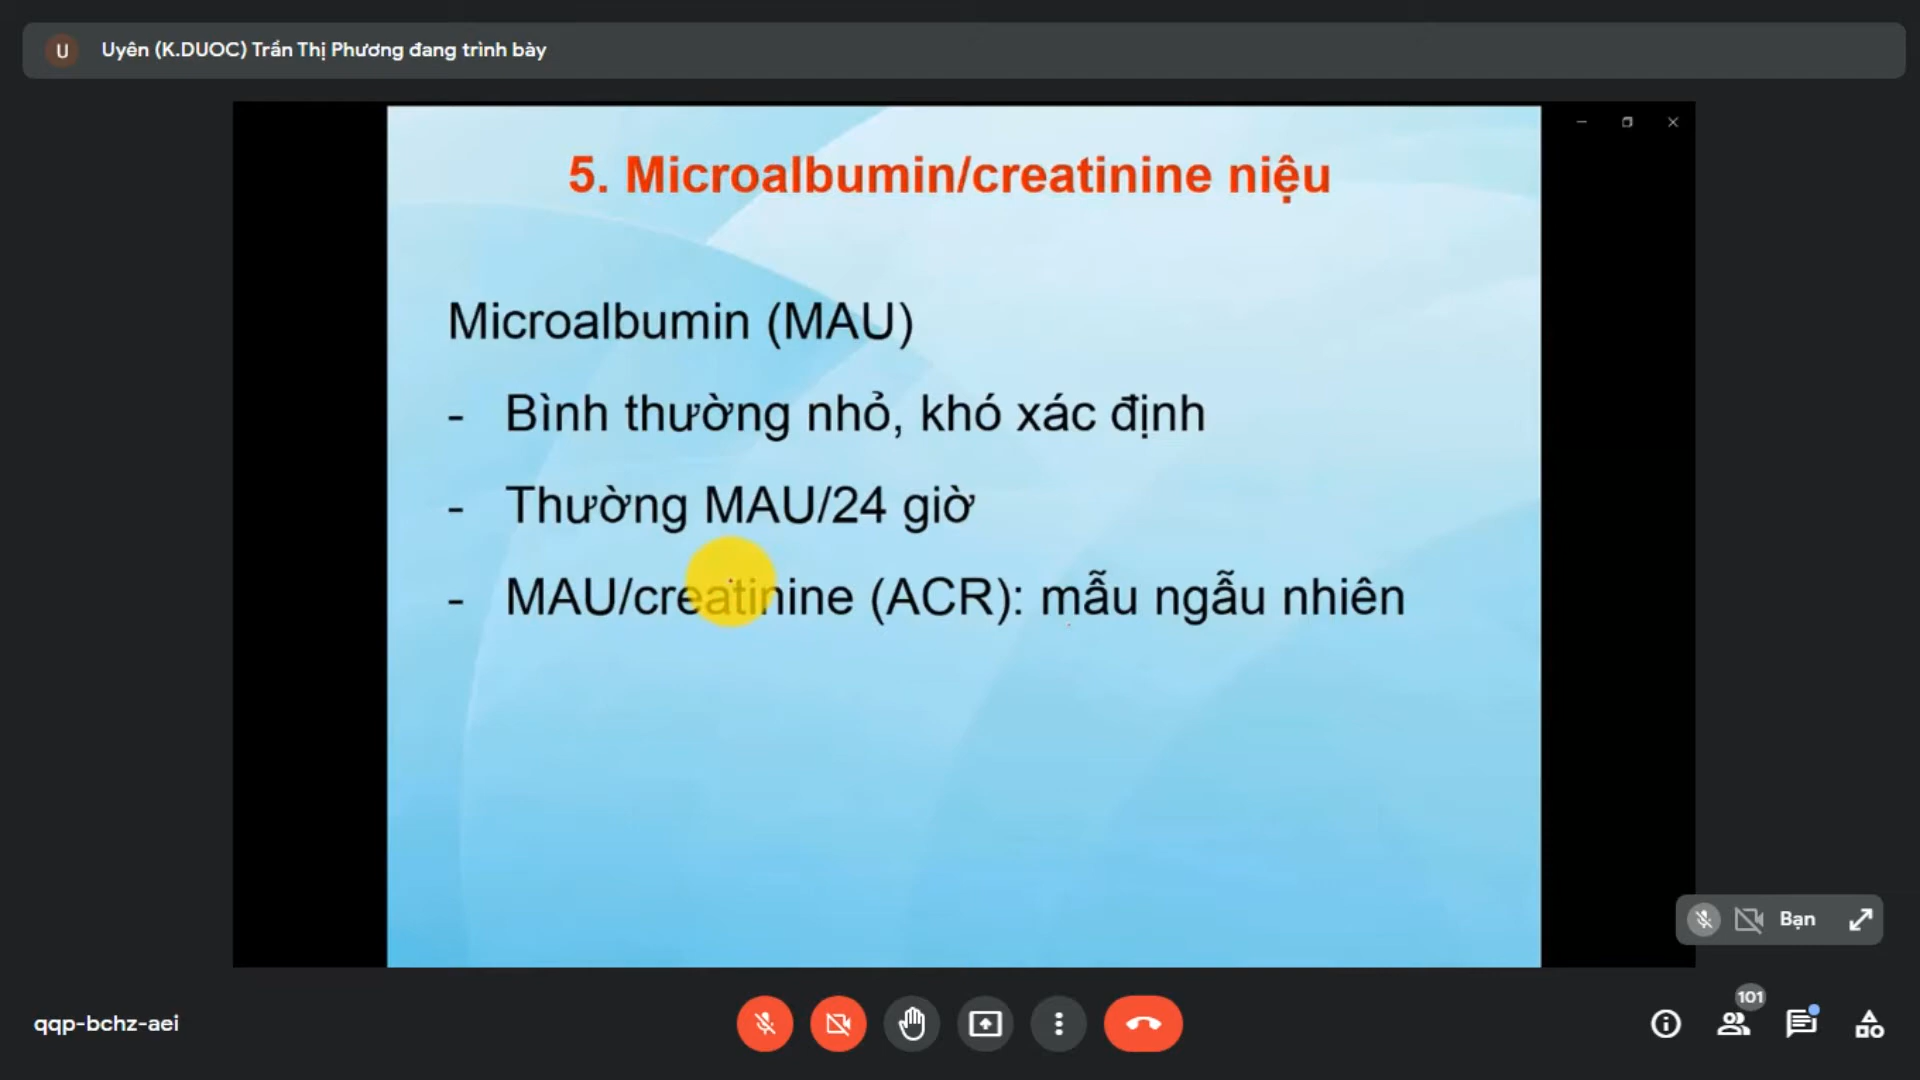 U
Uyên (K.DUOC) Trần Thị Phương đang trình bày
5. Microalbumin/creatinine niệu
Microalbumin (MAU)
- Bình thường nhỏ, khó xác định
- Thường MAU/24 giờ
- MAU/creatinine (ACR): mẫu ngẫu nhiên
Bạn
qqp-bchz-aei
101